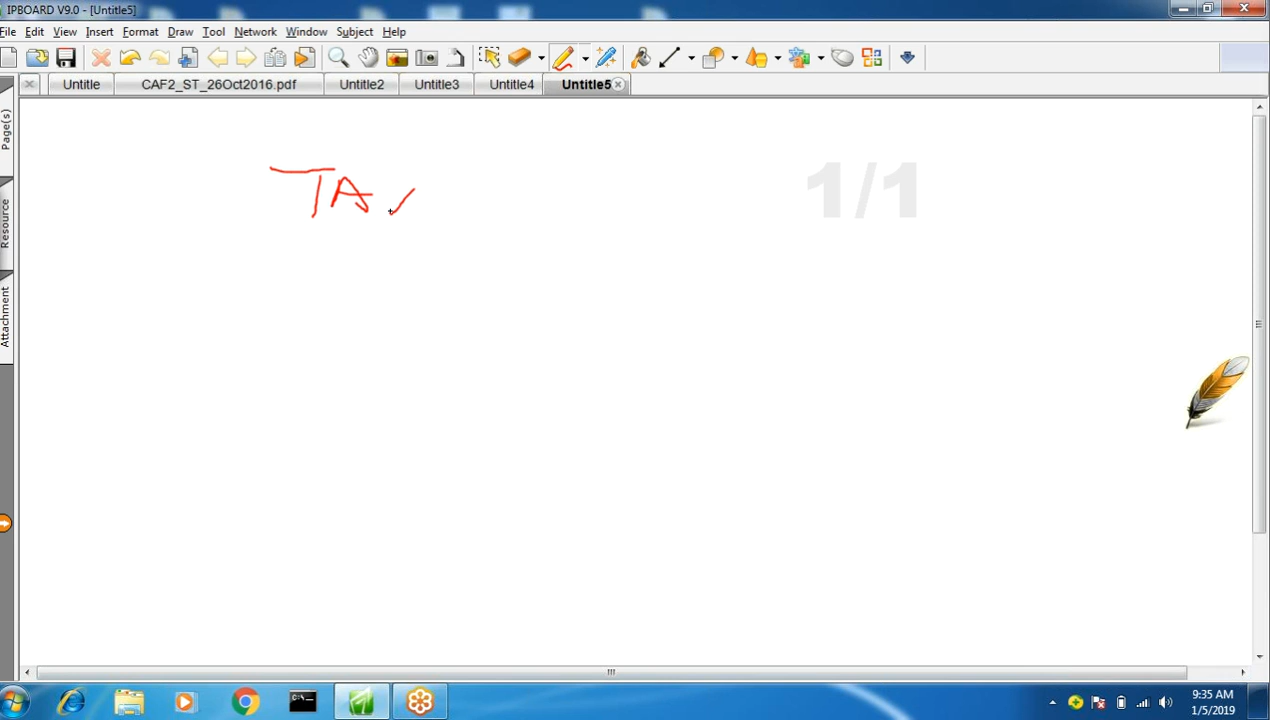 IPBOARD V9.0 - [Untitle5]
File Edit View Insert Format Draw Tool Network Window Subject Help
Untitle CAF2_ST_26Oct2016.pdf Untitle2 Untitle3 Untitle4 Untitle5
Page(s)
Resource
Attachment
1/1
TA
9:35 AM
1/5/2019